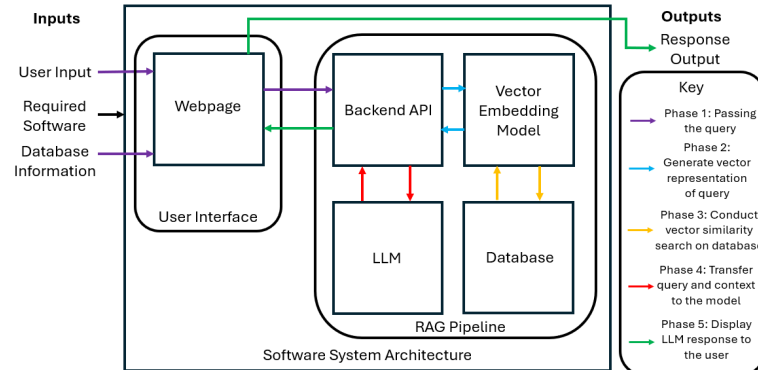 Inputs
User Input
Required
Software
Database
Information
Webpage
User Interface
Backend API
Vector
Embedding
Model
LLM
Database
RAG Pipeline
Software System Architecture
Outputs
Response
Output
Key
Phase 1: Passing
the query
Phase 2:
Generate vector
representation
of query
Phase 3: Conduct
vector similarity
search on database
Phase 4: Transfer
query and context
to the model
Phase 5: Display
LLM response to
the user